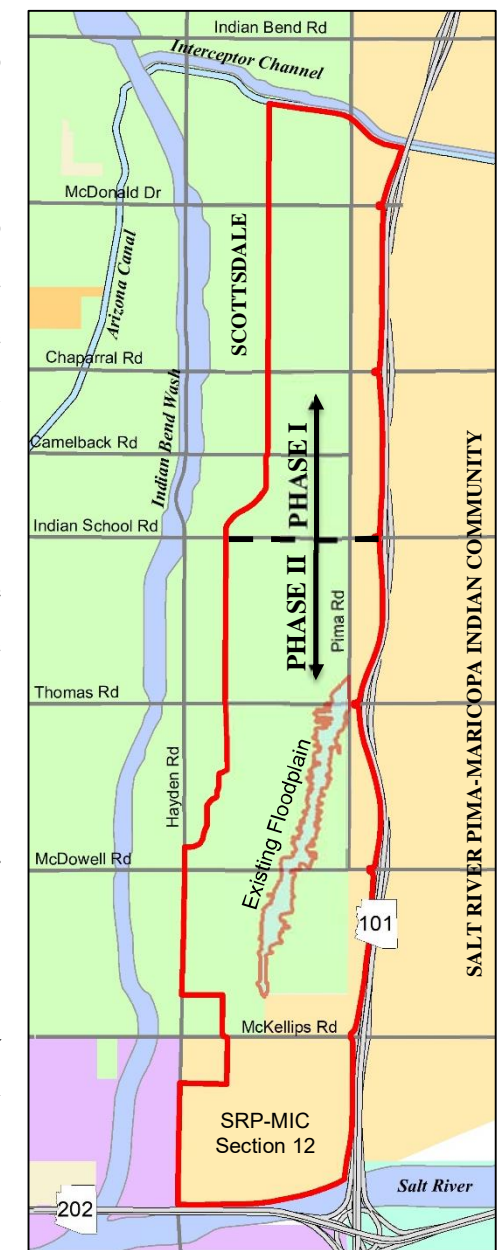 Indian Bend Rd
Interceptor Channel
McDonald Dr
SCOTTSDALE
Arizona Canal
Chaparral Rd
Indian Bend Wash
Camelback Rd
PHASE I
Indian School Rd
PHASE II
Pima Rd
SALT RIVER PIMA-MARICOPA INDIAN COMMUNITY
Thomas Rd
Hayden Rd
Existing Floodplain
McDowell Rd
101
McKellips Rd
SRP-MIC
Section 12
Salt River
202